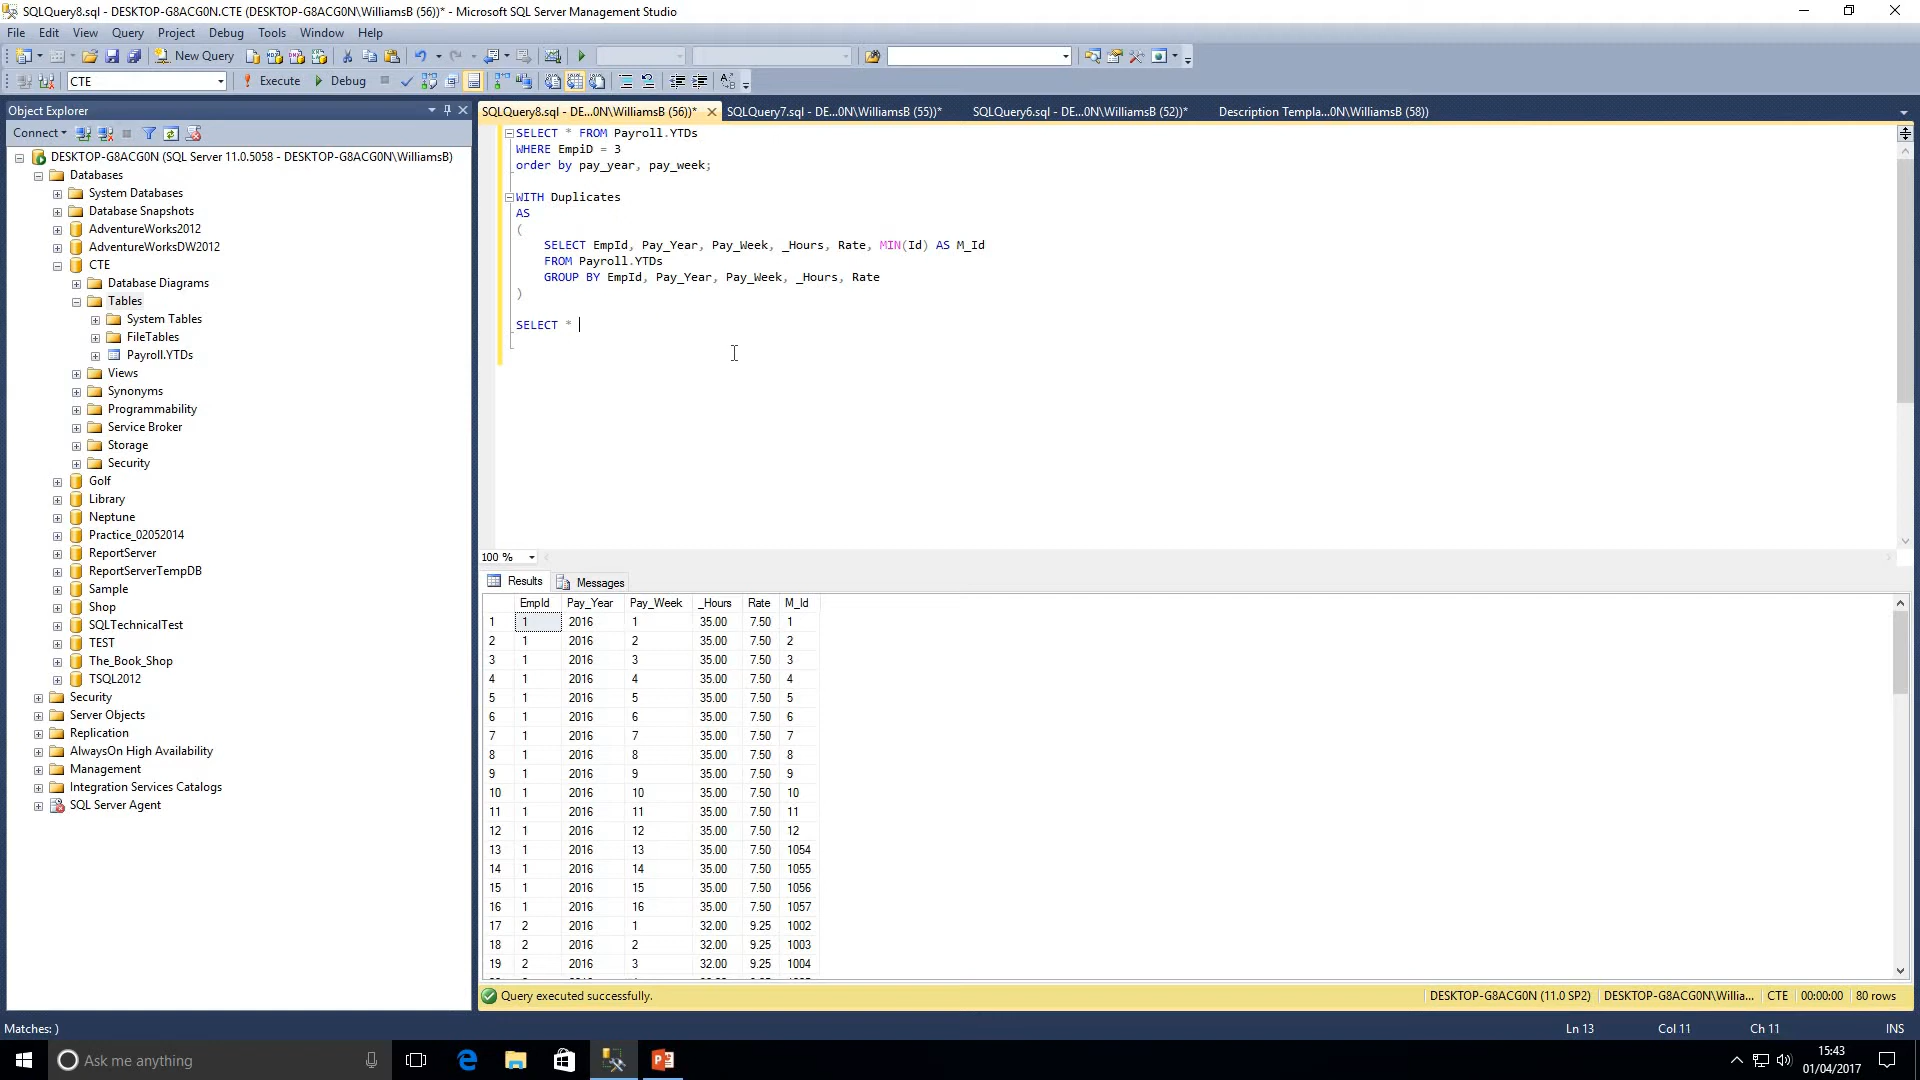 SQLQuery8.sql - DESKTOP-G8ACG0N.CTE (DESKTOP-G8ACG0N\WilliamsB (56))* - Microsoft SQL Server Management Studio
File Edit View Query Project Debug Tools Window Help
New Query
CTE Execute Debug
Object Explorer
Connect
DESKTOP-G8ACG0N (SQL Server 11.0.5058 - DESKTOP-G8ACG0N\WilliamsB)
Databases
System Databases
Database Snapshots
AdventureWorks2012
AdventureWorksDW2012
CTE
Database Diagrams
Tables
System Tables
FileTables
Payroll.YTDs
Views
Synonyms
Programmability
Service Broker
Storage
Security
Golf
Library
Neptune
Practice_02052014
ReportServer
ReportServerTempDB
Sample
Shop
SQLTechnicalTest
TEST
The_Book_Shop
TSQL2012
Security
Server Objects
Replication
AlwaysOn High Availability
Management
Integration Services Catalogs
SQL Server Agent
SQLQuery8.sql - DE...0N\WilliamsB (56))* SQLQuery7.sql - DE...0N\WilliamsB (55))* SQLQuery6.sql - DE...0N\WilliamsB (52))* Description Templa...0N\WilliamsB (58))
SELECT * FROM Payroll.YTDs
WHERE EmpiD = 3
order by pay_year, pay_week;
WITH Duplicates
AS
(
SELECT EmpId, Pay_Year, Pay_Week, _Hours, Rate, MIN(Id) AS M_Id
FROM Payroll.YTDs
GROUP BY EmpId, Pay_Year, Pay_Week, _Hours, Rate
)
SELECT *
100 %
Results Messages
EmpId Pay_Year Pay_Week _Hours Rate M_Id
1 1 2016 1 35.00 7.50 1
2 1 2016 2 35.00 7.50 2
3 1 2016 3 35.00 7.50 3
4 1 2016 4 35.00 7.50 4
5 1 2016 5 35.00 7.50 5
6 1 2016 6 35.00 7.50 6
7 1 2016 7 35.00 7.50 7
8 1 2016 8 35.00 7.50 8
9 1 2016 9 35.00 7.50 9
10 1 2016 10 35.00 7.50 10
11 1 2016 11 35.00 7.50 11
12 1 2016 12 35.00 7.50 12
13 1 2016 13 35.00 7.50 1054
14 1 2016 14 35.00 7.50 1055
15 1 2016 15 35.00 7.50 1056
16 1 2016 16 35.00 7.50 1057
17 2 2016 1 32.00 9.25 1002
18 2 2016 2 32.00 9.25 1003
19 2 2016 3 32.00 9.25 1004
Query executed successfully. DESKTOP-G8ACG0N (11.0 SP2) DESKTOP-G8ACG0N\Willia... CTE 00:00:00 80 rows
Matches: ) Ln 13 Col 11 Ch 11 INS
Ask me anything
15:43
01/04/2017